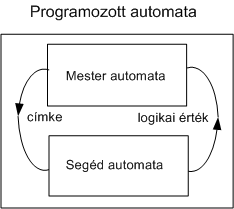 Programozott automata
Mester automata
címke
logikai érték
Segéd automata